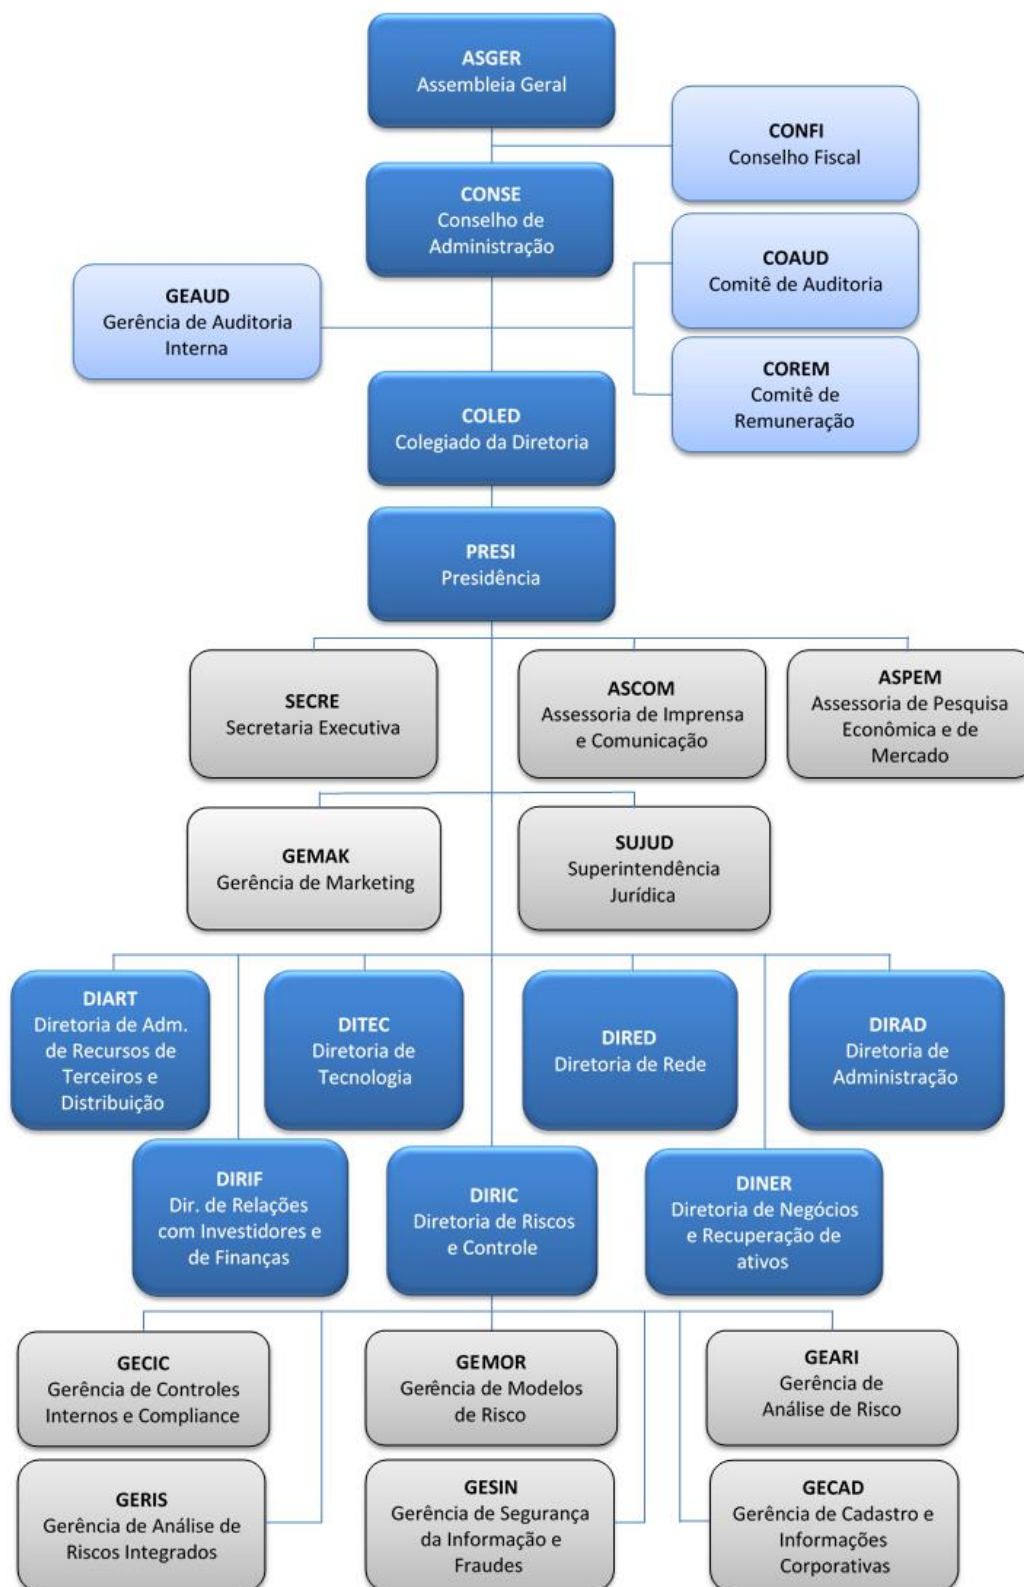 ASGER
Assembleia Geral
CONFI
Conselho Fiscal
CONSE
Conselho de
Administração
COAUD
Comitê de Auditoria
GEAUD
Gerência de Auditoria
Interna
COREM
Comitê de
Remuneração
COLED
Colegiado da Diretoria
PRESI
Presidência
SECRE
Secretaria Executiva
ASCOM
Assessoria de Imprensa
e Comunicação
ASPEM
Assessoria de Pesquisa
Econômica e de
Mercado
GEMAK
Gerência de Marketing
SUJUD
Superintendência
Jurídica
DIART
Diretoria de Adm.
de Recursos de
Terceiros e
Distribuição
DITEC
Diretoria de
Tecnologia
DIRED
Diretoria de Rede
DIRAD
Diretoria de
Administração
DIRIF
Dir. de Relações
com Investidores e
de Finanças
DIRIC
Diretoria de Riscos
e Controle
DINER
Diretoria de Negócios
e Recuperação de
ativos
GECIC
Gerência de Controles
Internos e Compliance
GEMOR
Gerência de Modelos
de Risco
GEARI
Gerência de
Análise de Risco
GERIS
Gerência de Análise de
Riscos Integrados
GESIN
Gerência de Segurança
da Informação e
Fraudes
GECAD
Gerência de Cadastro e
Informações
Corporativas